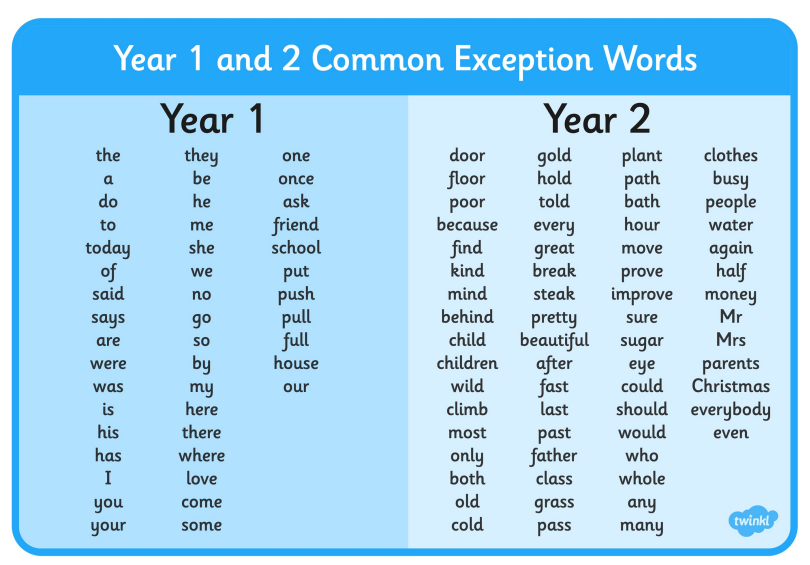 Year 1 and 2 Common Exception Words
Year 1
the they one
a be once
do he ask
to me friend
today she school
of we put
said no push
says go pull
are so full
were by house
was my our
is here
his there
has where
I love
you come
your some
Year 2
door gold plant clothes
floor hold path busy
poor told bath people
because every hour water
find great move again
kind break prove half
mind steak improve money
behind pretty sure Mr
child beautiful sugar Mrs
children after eye parents
wild fast could Christmas
climb last should everybody
most past would even
only father who
both class whole
old grass any
cold pass many
twinkl